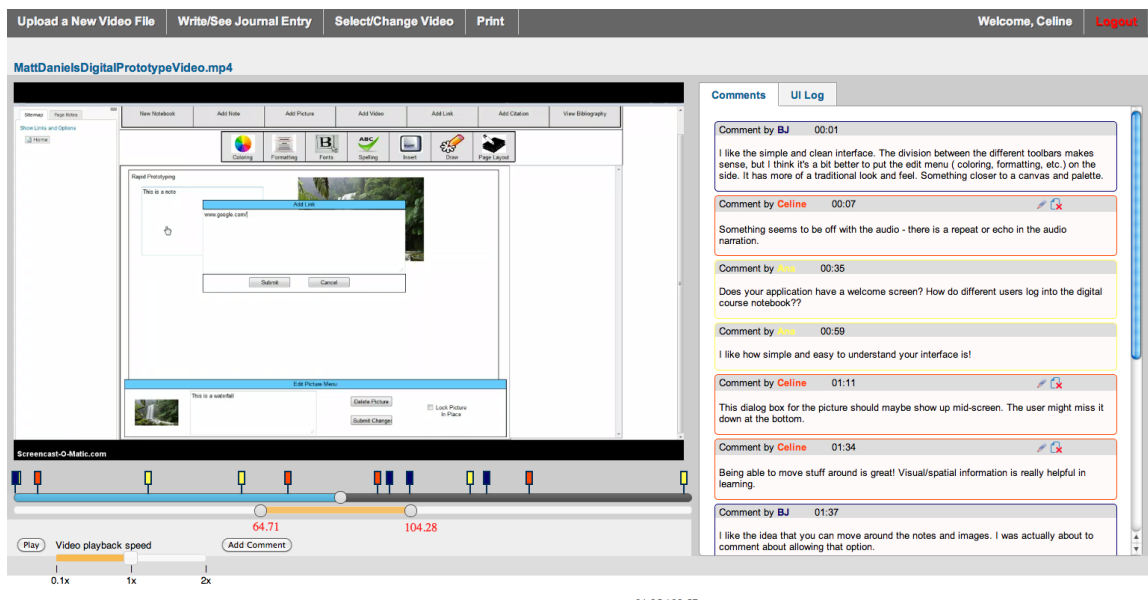 Upload a New Video File Write/See Journal Entry Select/Change Video Print Welcome, Celine Logout
MattDanielsDigitalPrototypeVideo.mp4
Sitemap Page Notes
Show Links and Options
Home
New Notebook Add Note Add Picture Add Video Add Link Add Citation View Bibliography
B ABC
Coloring Formatting Fonts Spelling Insert Draw Page Layout
Rapid Prototyping
This is a note
Add Link
www.google.com/
Submit Cancel
Edit Picture Menu
This is a waterfall
Delete Picture
Submit Change
Lock Picture
In Place
Screencast-O-Matic.com
64.71 104.28
Play Video playback speed Add Comment
0.1x 1x 2x
Comments UI Log
Comment by BJ 00:01
I like the simple and clean interface. The division between the different toolbars makes
sense, but I think it's a bit better to put the edit menu ( coloring, formatting, etc.) on the
side. It has more of a traditional look and feel. Something closer to a canvas and palette.
Comment by Celine 00:07
Something seems to be off with the audio - there is a repeat or echo in the audio
narration.
Comment by Ana 00:35
Does your application have a welcome screen? How do different users log into the digital
course notebook??
Comment by Ana 00:59
I like how simple and easy to understand your interface is!
Comment by Celine 01:11
This dialog box for the picture should maybe show up mid-screen. The user might miss it
down at the bottom.
Comment by Celine 01:34
Being able to move stuff around is great! Visual/spatial information is really helpful in
learning.
Comment by BJ 01:37
I like the idea that you can move around the notes and images. I was actually about to
comment about allowing that option.